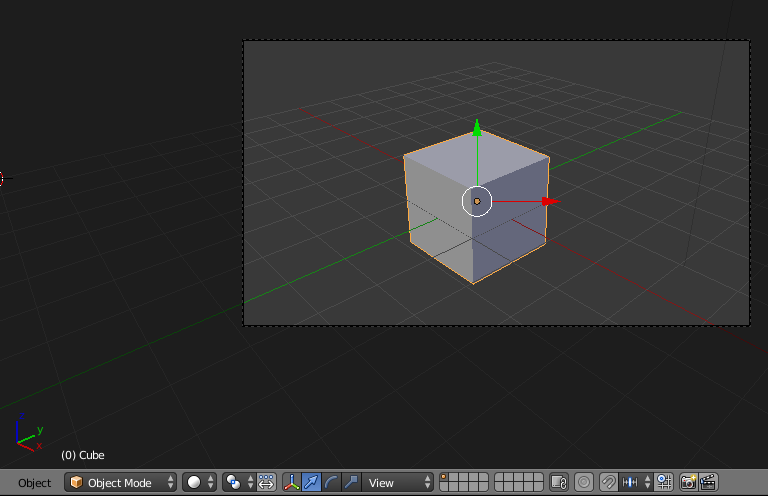 y
x
(0) Cube
Object
Object Mode
View